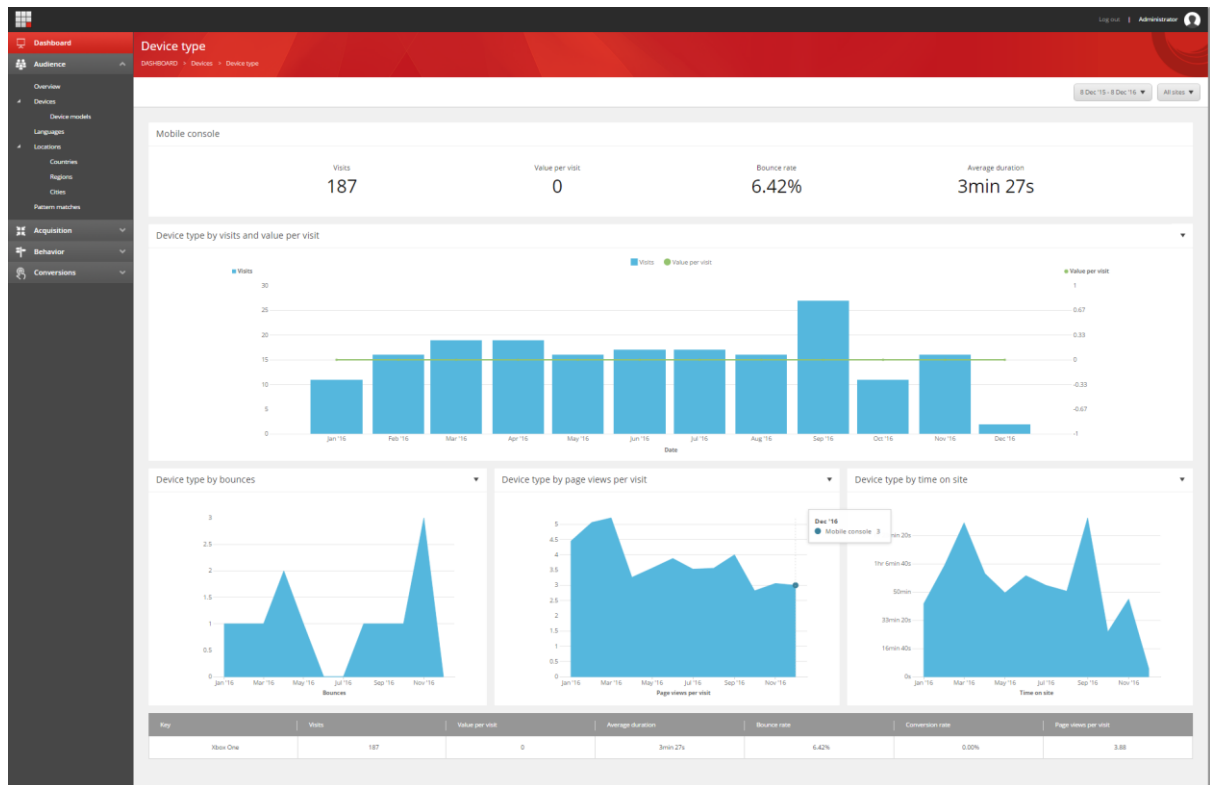 Log out | Administrator
Dashboard
Audience
Overview
Devices
Device models
Languages
Locations
Countries
Regions
Cities
Pattern matches
Acquisition
Behavior
Conversions
Device type
DASHBOARD > Devices > Device type
8 Dec '15 - 8 Dec '16 ▼ All sites ▼
Mobile console
Visits Value per visit Bounce rate Average duration
187 0 6.42% 3min 27s
Device type by visits and value per visit
Visits Value per visit
Visits Value per visit
30 1
25 0.67
20 0.33
15 0
10 -0.33
5 -0.67
0 -1
Jan '16 Feb '16 Mar '16 Apr '16 May '16 Jun '16 Jul '16 Aug '16 Sep '16 Oct '16 Nov '16 Dec '16
Date
Device type by bounces
3
2.5
2
1.5
1
0.5
0
Jan '16 Mar '16 May '16 Jul '16 Sep '16 Nov '16
Bounces
Device type by page views per visit
5
4.5
4
3.5
3
2.5
2
1.5
1
0.5
0
Jan '16 Mar '16 May '16 Jul '16 Sep '16 Nov '16
Page views per visit
Dec '16
Mobile console 3
Device type by time on site
min 20s
1hr 6min 40s
50min
33min 20s
16min 40s
0s
Jan '16 Mar '16 May '16 Jul '16 Sep '16 Nov '16
Time on site
Key Visits Value per visit Average duration Bounce rate Conversion rate Page views per visit
Xbox One 187 0 3min 27s 6.42% 0.00% 3.88